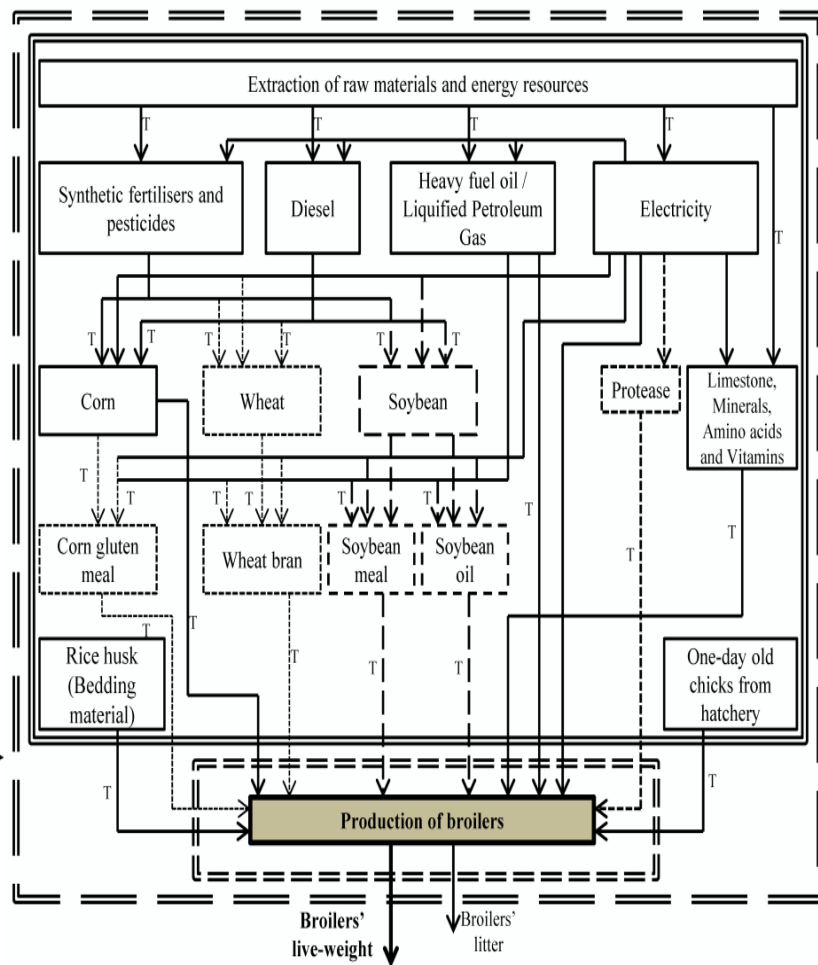 Extraction of raw materials and energy resources
T T T T
Synthetic fertilisers and
pesticides
Diesel
Heavy fuel oil /
Liquified Petroleum
Gas
Electricity
T
T T T T T T
Corn
Wheat
Soybean
Protease
Limestone,
Minerals,
Amino acids
and Vitamins
T T T T T T
T
T
T
Corn gluten
meal
Wheat bran
Soybean
meal
Soybean
oil
T T
T T T
Rice husk
(Bedding
material)
One-day old
chicks from
hatchery
T T
Production of broilers
Broilers'
live-weight
Broilers'
litter